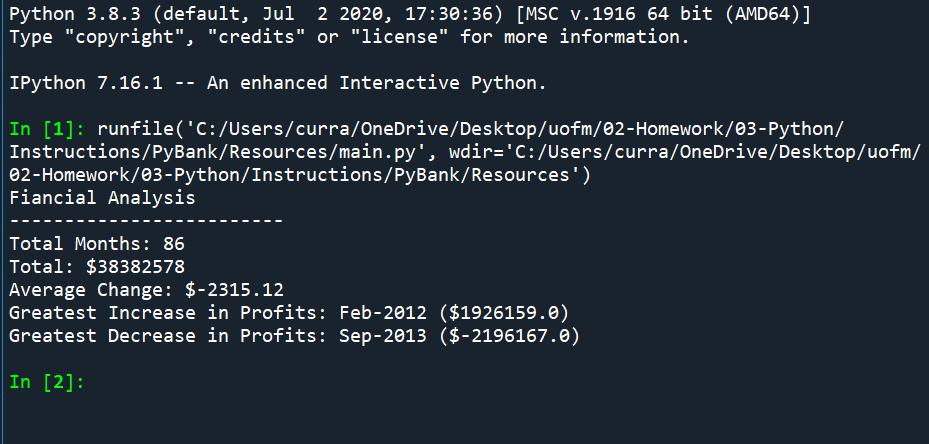 Python 3.8.3 (default, Jul  2 2020, 17:30:36) [MSC v.1916 64 bit (AMD64)]
Type "copyright", "credits" or "license" for more information.
IPython 7.16.1 -- An enhanced Interactive Python.
In [1]: runfile('C:/Users/curra/OneDrive/Desktop/uofm/02-Homework/03-Python/
Instructions/PyBank/Resources/main.py', wdir='C:/Users/curra/OneDrive/Desktop/uofm/
02-Homework/03-Python/Instructions/PyBank/Resources')
Fiancial Analysis
-------------------------
Total Months: 86
Total: $38382578
Average Change: $-2315.12
Greatest Increase in Profits: Feb-2012 ($1926159.0)
Greatest Decrease in Profits: Sep-2013 ($-2196167.0)
In [2]: